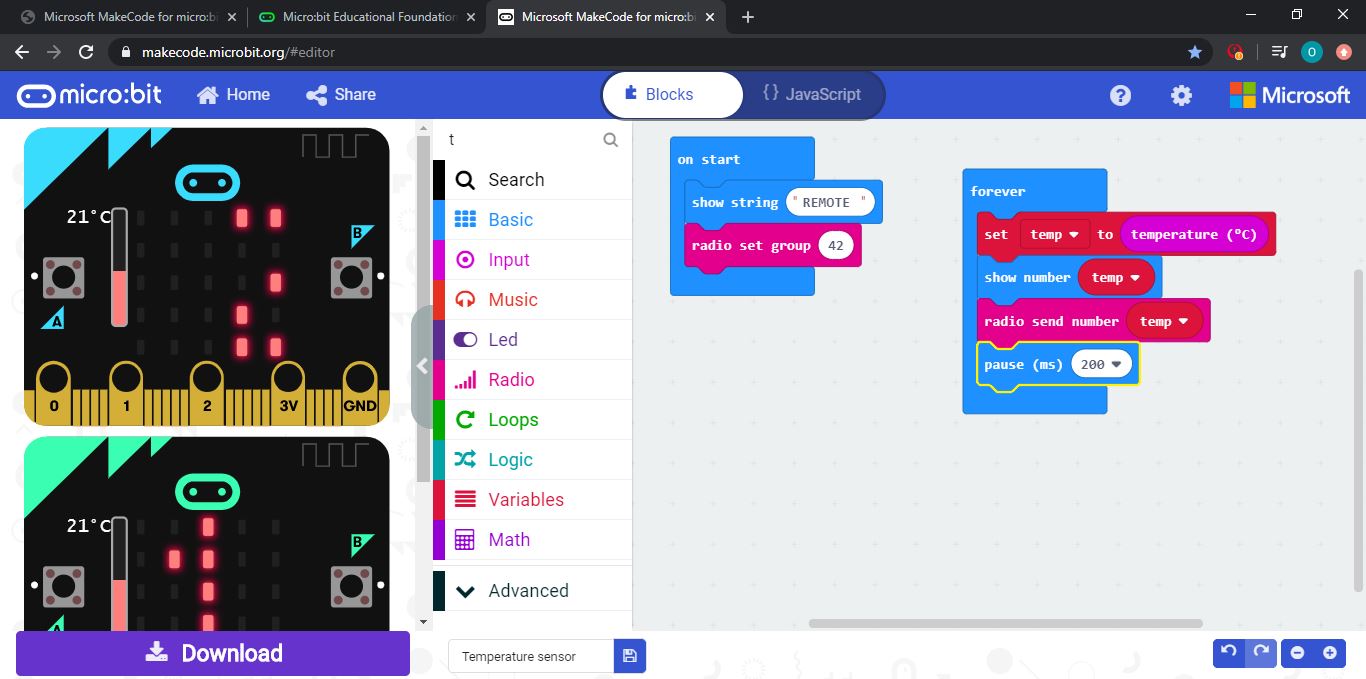 Microsoft MakeCode for micro:bi
Micro:bit Educational Foundation
Microsoft MakeCode for micro:bi
makecode.microbit.org/#editor
O
micro:bit
Home
Share
Blocks
{} JavaScript
?
Microsoft
21°C
B
A
0
1
2
3V
GND
21°C
B
A
Download
t
Search
Basic
Input
Music
Led
Radio
Loops
Logic
Variables
Math
Advanced
on start
show string "REMOTE "
radio set group 42
forever
set temp to temperature (°C)
show number temp
radio send number temp
pause (ms) 200
Temperature sensor